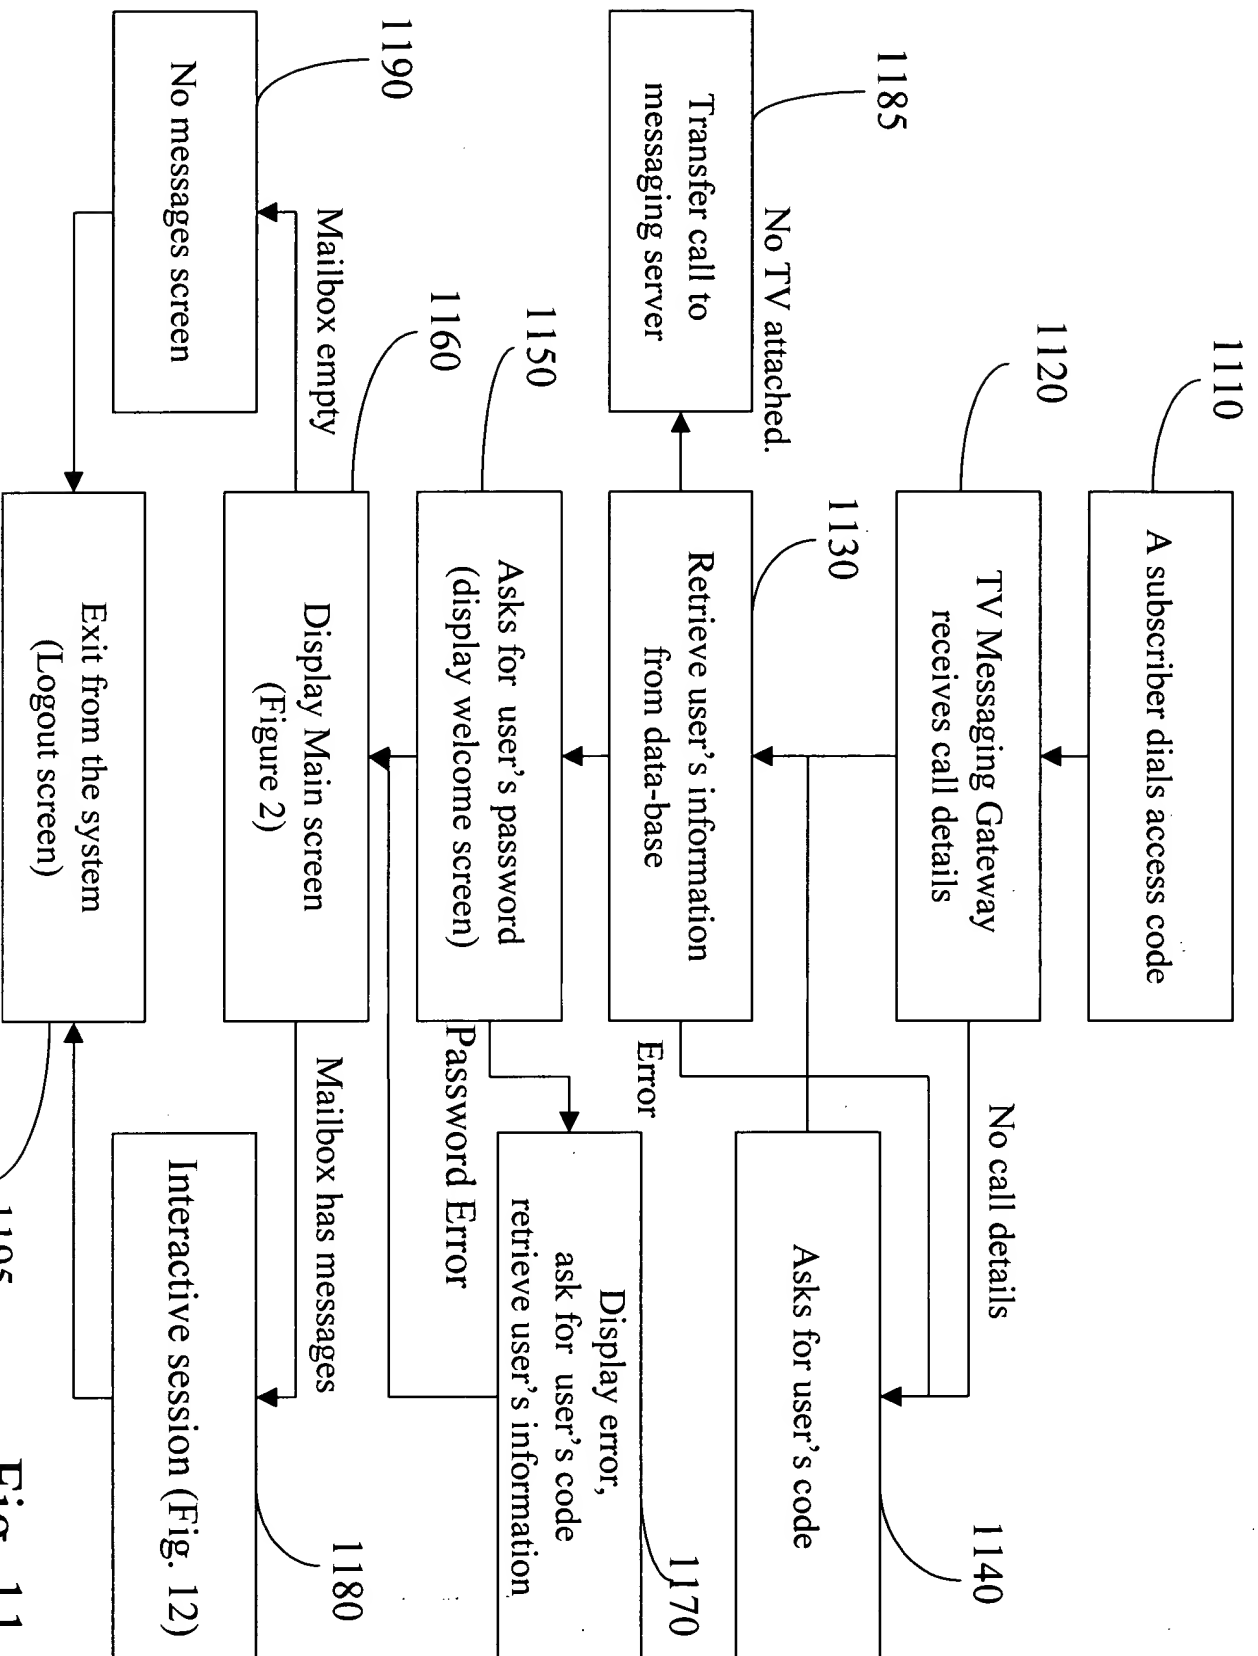 1110
A subscriber dials access code
1120
TV Messaging Gateway
receives call details
No call details
1185
Transfer call to
messaging server
No TV attached.
1130
Retrieve user's information
from data-base
Error
Asks for user's code
1140
1150
Asks for user's password
(display welcome screen)
Password Error
Display error,
ask for user's code
retrieve user's information
1170
1160
Display Main screen
(Figure 2)
Mailbox empty
Mailbox has messages
1190
No messages screen
Interactive session (Fig. 12)
1180
Exit from the system
(Logout screen)
Fig. 11